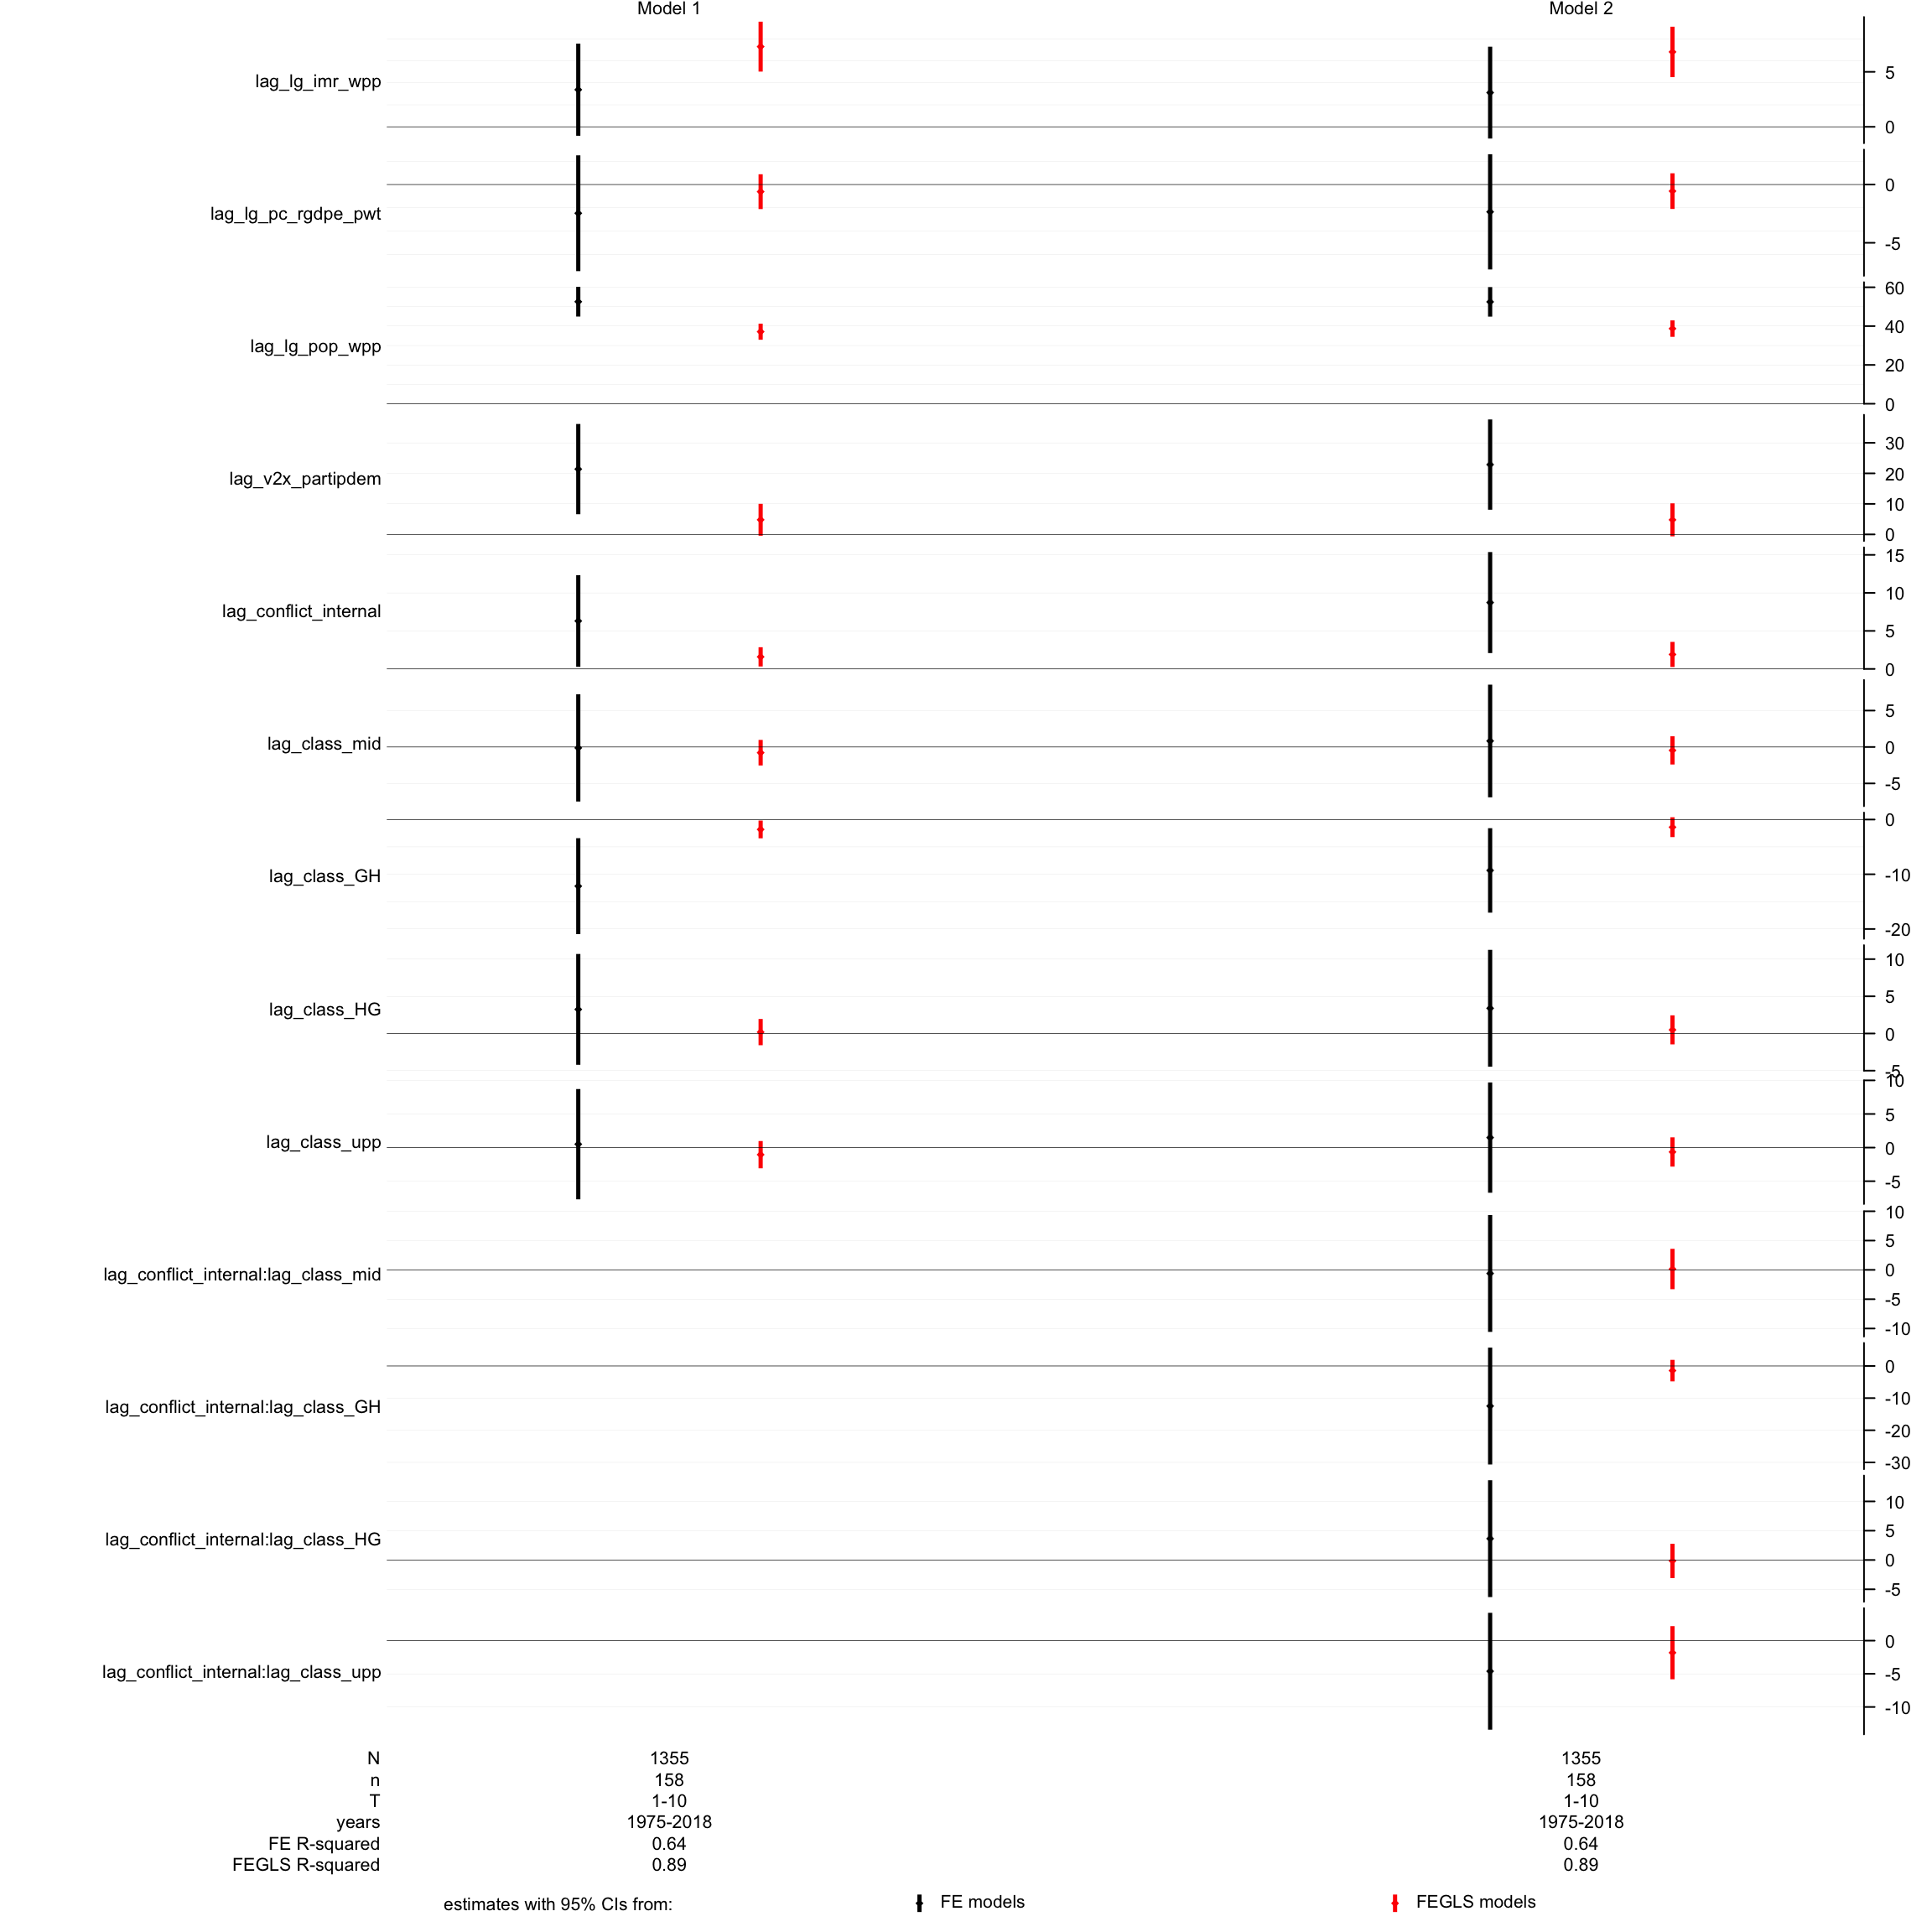 Model 1 Model 2
lag_lg_imr_wpp 5
0
lag_lg_pc_rgdpe_pwt 0
-5
lag_lg_pop_wpp 60
40
20
0
lag_v2x_partipdem 30
20
10
0
lag_conflict_internal 15
10
5
0
lag_class_mid 5
0
-5
lag_class_GH 0
-10
-20
lag_class_HG 10
5
0
-5
lag_class_upp 10
5
0
-5
lag_conflict_internal:lag_class_mid 10
5
0
-5
-10
lag_conflict_internal:lag_class_GH 0
-10
-20
-30
lag_conflict_internal:lag_class_HG 10
5
0
-5
lag_conflict_internal:lag_class_upp 0
-5
-10
N 1355 1355
n 158 158
T 1-10 1-10
years 1975-2018 1975-2018
FE R-squared 0.64 0.64
FEGLS R-squared 0.89 0.89
estimates with 95% CIs from: FE models FEGLS models